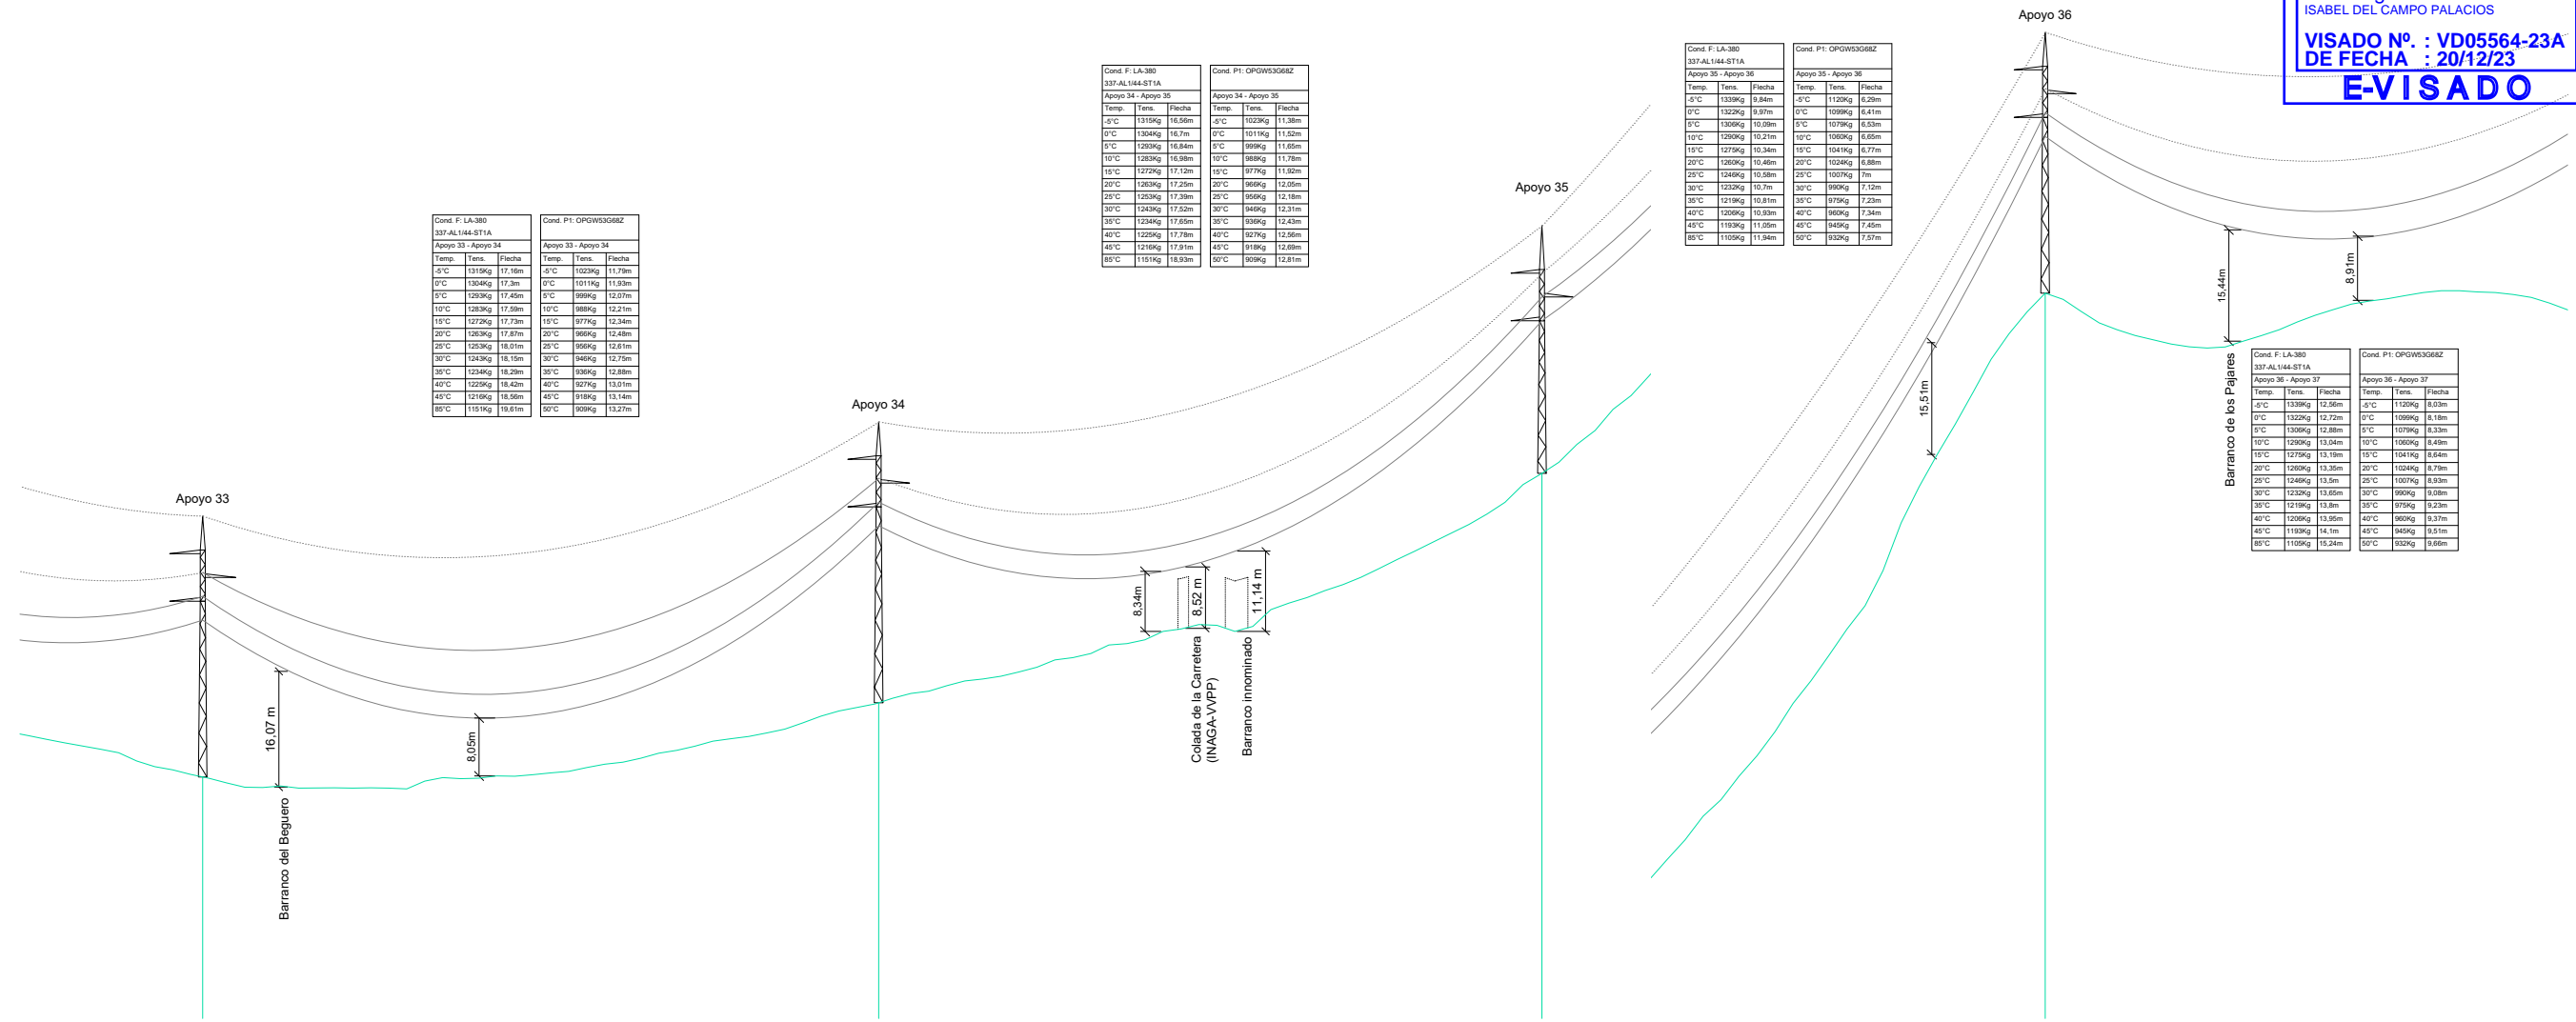 Apoyo 36
ISABEL DEL CAMPO PALACIOS
VISADO Nº. : VD05564-23A
DE FECHA : 20/12/23
E-VISADO
Apoyo 33
Apoyo 34
Apoyo 35
Cond. F: LA-380
337-AL1/44-ST1A
Apoyo 33 - Apoyo 34
Temp. Tens. Flecha
-5°C 1315Kg 17,16m
0°C 1304Kg 17,3m
5°C 1293Kg 17,45m
10°C 1283Kg 17,59m
15°C 1272Kg 17,73m
20°C 1263Kg 17,87m
25°C 1253Kg 18,01m
30°C 1243Kg 18,15m
35°C 1234Kg 18,29m
40°C 1225Kg 18,42m
45°C 1216Kg 18,56m
85°C 1151Kg 19,61m
Cond. P1: OPGW53G68Z
Apoyo 33 - Apoyo 34
Temp. Tens. Flecha
-5°C 1023Kg 11,79m
0°C 1011Kg 11,93m
5°C 999Kg 12,07m
10°C 988Kg 12,21m
15°C 977Kg 12,34m
20°C 966Kg 12,48m
25°C 956Kg 12,61m
30°C 946Kg 12,75m
35°C 936Kg 12,88m
40°C 927Kg 13,01m
45°C 918Kg 13,14m
50°C 909Kg 13,27m
Cond. F: LA-380
337-AL1/44-ST1A
Apoyo 34 - Apoyo 35
Temp. Tens. Flecha
-5°C 1315Kg 16,56m
0°C 1304Kg 16,7m
5°C 1293Kg 16,84m
10°C 1283Kg 16,98m
15°C 1272Kg 17,12m
20°C 1263Kg 17,25m
25°C 1253Kg 17,39m
30°C 1243Kg 17,52m
35°C 1234Kg 17,65m
40°C 1225Kg 17,78m
45°C 1216Kg 17,91m
85°C 1151Kg 18,93m
Cond. P1: OPGW53G68Z
Apoyo 34 - Apoyo 35
Temp. Tens. Flecha
-5°C 1023Kg 11,38m
0°C 1011Kg 11,52m
5°C 999Kg 11,65m
10°C 988Kg 11,78m
15°C 977Kg 11,92m
20°C 966Kg 12,05m
25°C 956Kg 12,18m
30°C 946Kg 12,31m
35°C 936Kg 12,43m
40°C 927Kg 12,56m
45°C 918Kg 12,69m
50°C 909Kg 12,81m
Cond. F: LA-380
337-AL1/44-ST1A
Apoyo 35 - Apoyo 36
Temp. Tens. Flecha
-5°C 1339Kg 9,84m
0°C 1322Kg 9,97m
5°C 1306Kg 10,09m
10°C 1290Kg 10,21m
15°C 1275Kg 10,34m
20°C 1260Kg 10,46m
25°C 1246Kg 10,58m
30°C 1232Kg 10,7m
35°C 1219Kg 10,81m
40°C 1206Kg 10,93m
45°C 1193Kg 11,05m
85°C 1105Kg 11,94m
Cond. P1: OPGW53G68Z
Apoyo 35 - Apoyo 36
Temp. Tens. Flecha
-5°C 1120Kg 6,29m
0°C 1099Kg 6,41m
5°C 1079Kg 6,53m
10°C 1060Kg 6,65m
15°C 1041Kg 6,77m
20°C 1024Kg 6,88m
25°C 1007Kg 7m
30°C 990Kg 7,12m
35°C 975Kg 7,23m
40°C 960Kg 7,34m
45°C 945Kg 7,45m
50°C 932Kg 7,57m
Cond. F: LA-380
337-AL1/44-ST1A
Apoyo 36 - Apoyo 37
Temp. Tens. Flecha
-5°C 1339Kg 12,56m
0°C 1322Kg 12,72m
5°C 1306Kg 12,88m
10°C 1290Kg 13,04m
15°C 1275Kg 13,19m
20°C 1260Kg 13,35m
25°C 1246Kg 13,5m
30°C 1232Kg 13,65m
35°C 1219Kg 13,8m
40°C 1206Kg 13,95m
45°C 1193Kg 14,1m
85°C 1105Kg 15,24m
Cond. P1: OPGW53G68Z
Apoyo 36 - Apoyo 37
Temp. Tens. Flecha
-5°C 1120Kg 8,03m
0°C 1099Kg 8,18m
5°C 1079Kg 8,33m
10°C 1060Kg 8,49m
15°C 1041Kg 8,64m
20°C 1024Kg 8,79m
25°C 1007Kg 8,93m
30°C 990Kg 9,08m
35°C 975Kg 9,23m
40°C 960Kg 9,37m
45°C 945Kg 9,51m
50°C 932Kg 9,66m
16,07 m
Barranco del Beguero
8,05m
8,34m
8,52 m
Colada de la Carretera
(INAGA-VVPP)
11,14 m
Barranco innominado
15,51m
15,44m
Barranco de los Pajares
8,91m